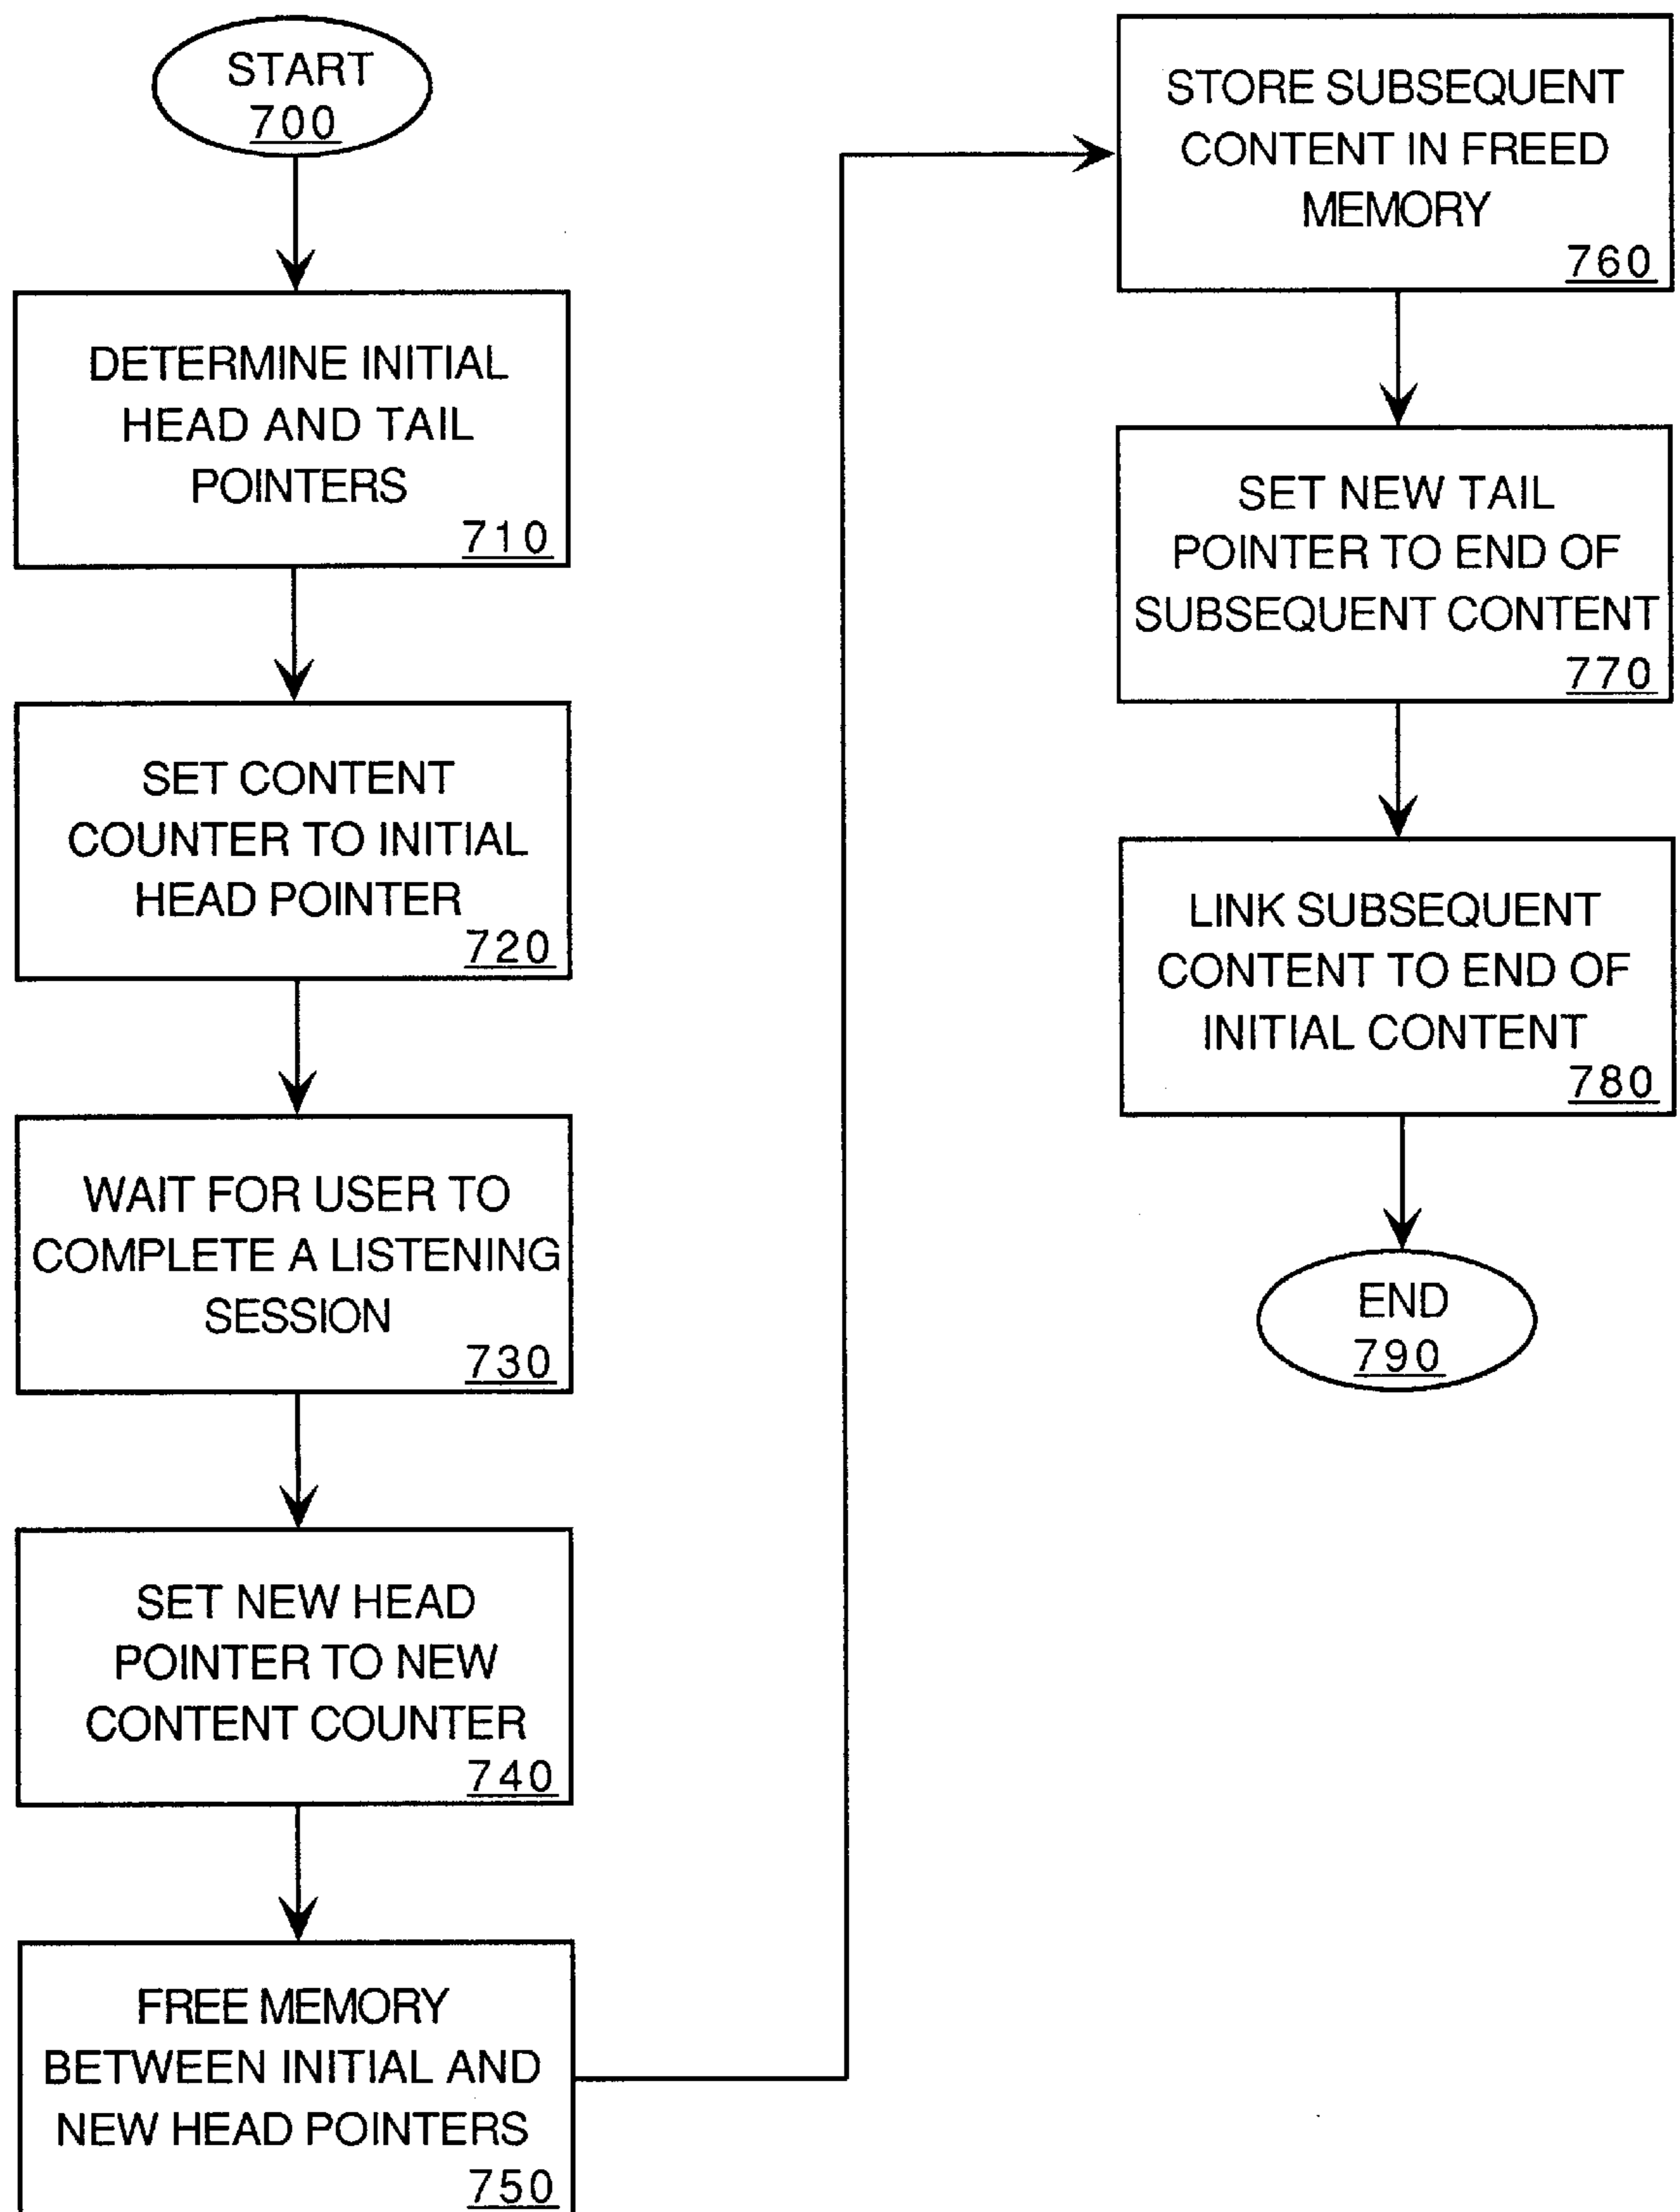 START
700
DETERMINE INITIAL
HEAD AND TAIL
POINTERS
710
SET CONTENT
COUNTER TO INITIAL
HEAD POINTER
720
WAIT FOR USER TO
COMPLETE A LISTENING
SESSION
730
SET NEW HEAD
POINTER TO NEW
CONTENT COUNTER
740
FREE MEMORY
BETWEEN INITIAL AND
NEW HEAD POINTERS
750
STORE SUBSEQUENT
CONTENT IN FREED
MEMORY
760
SET NEW TAIL
POINTER TO END OF
SUBSEQUENT CONTENT
770
LINK SUBSEQUENT
CONTENT TO END OF
INITIAL CONTENT
780
END
790